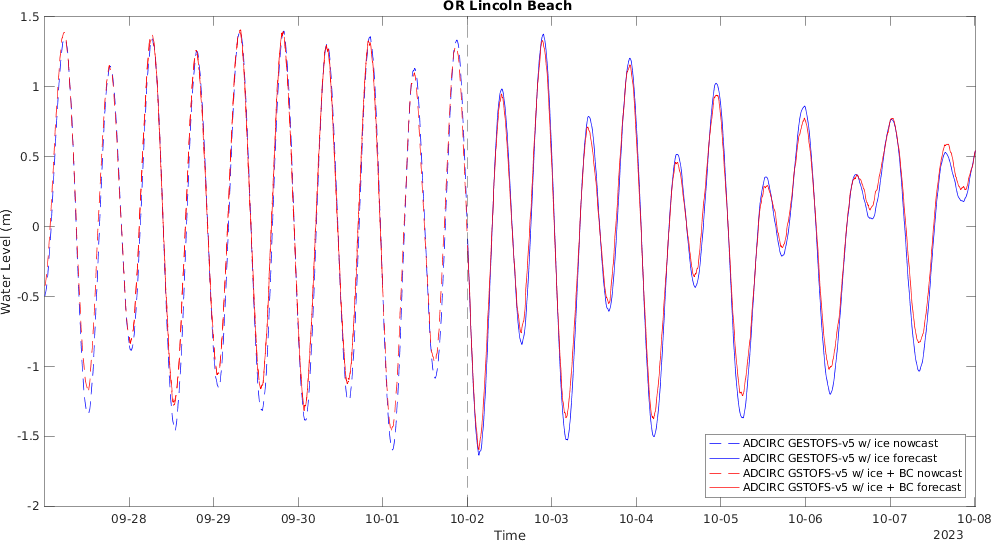 OR Lincoln Beach
1.5
1
0.5
0
-0.5
-1
-1.5
-2
Water Level (m)
09-28 09-29 09-30 10-01 10-02 10-03 10-04 10-05 10-06 10-07 10-08
Time
2023
ADCIRC GESTOFS-v5 w/ ice nowcast
ADCIRC GESTOFS-v5 w/ ice forecast
ADCIRC GSTOFS-v5 w/ ice + BC nowcast
ADCIRC GSTOFS-v5 w/ ice + BC forecast